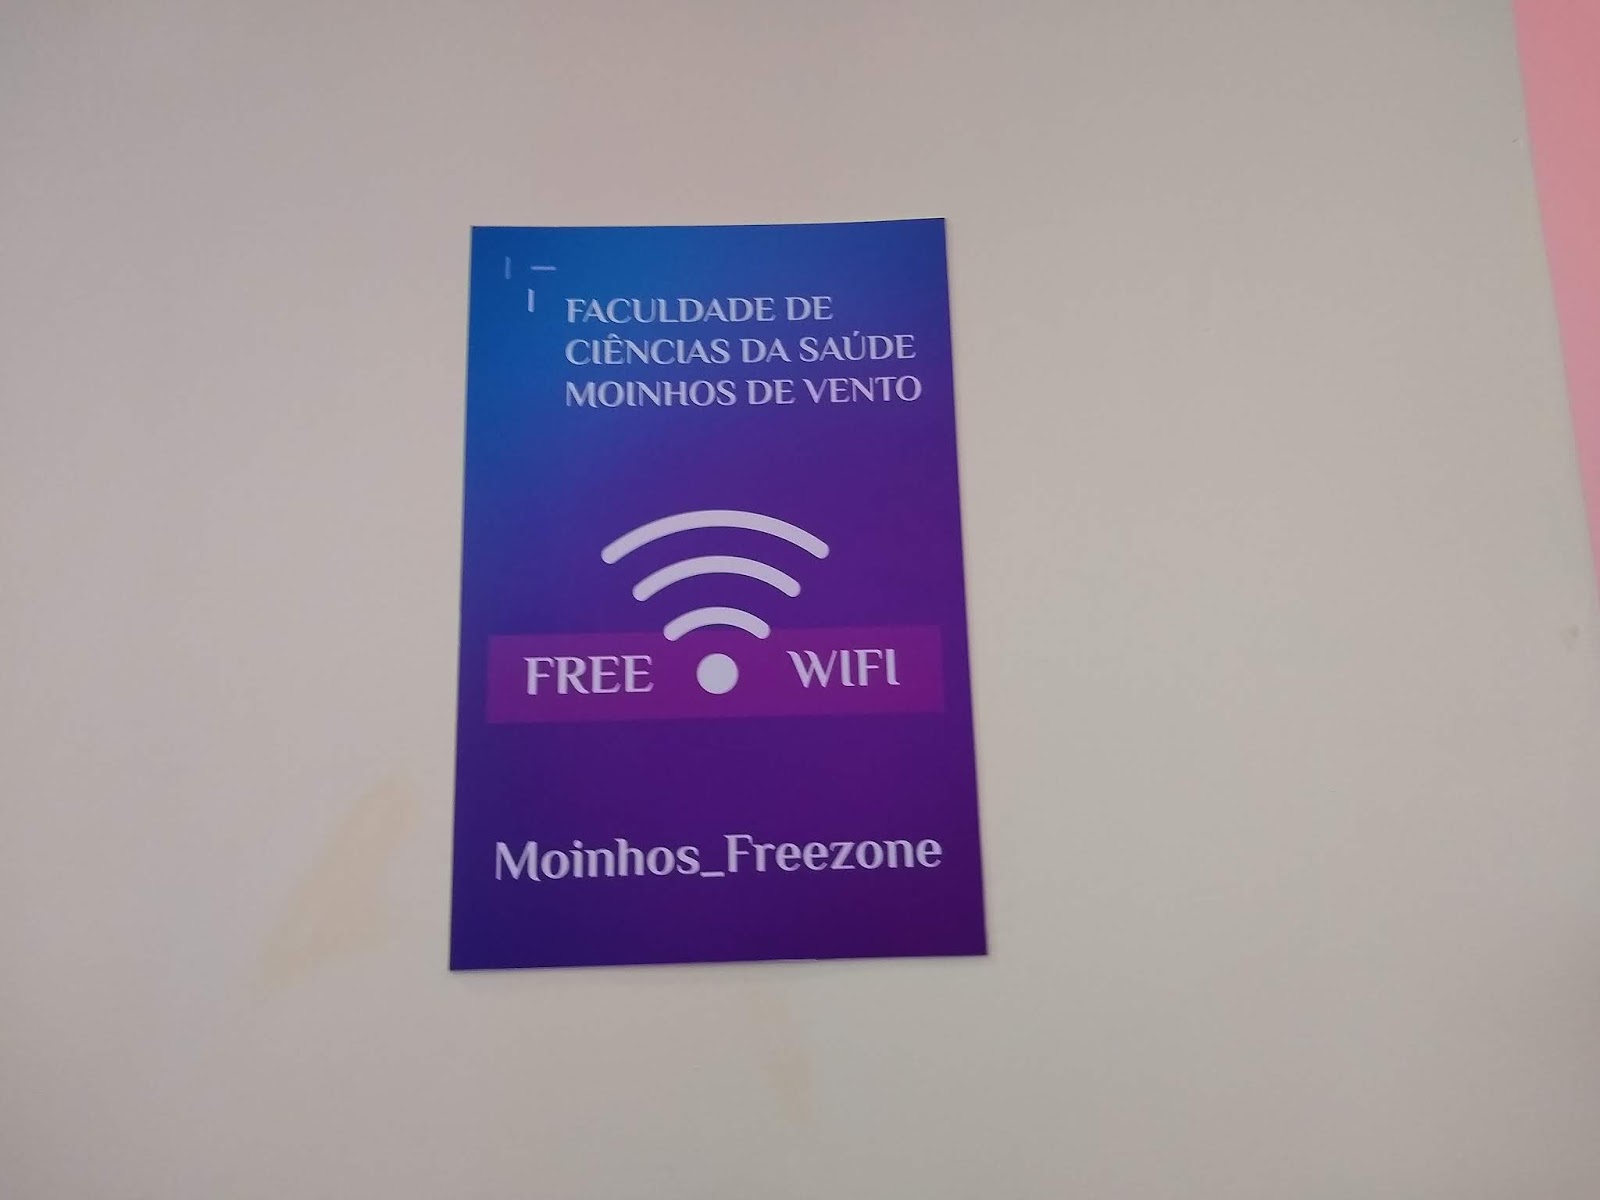 FACULDADE DE
CIÊNCIAS DA SAÚDE
MOINHOS DE VENTO
FREE WIFI
Moinhos_Freezone